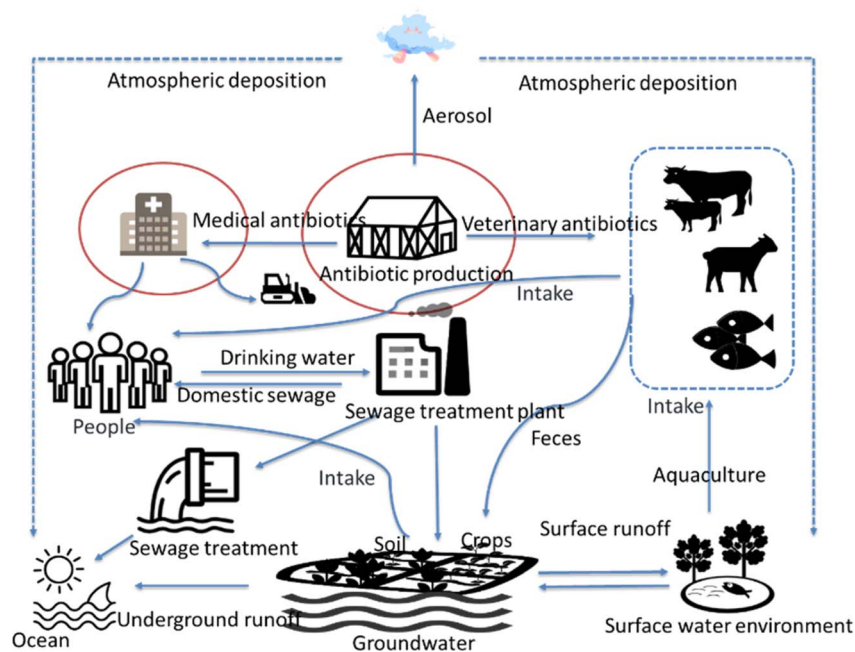 Atmospheric deposition
Atmospheric deposition
Aerosol
Medical antibiotics
Veterinary antibiotics
Antibiotic production
Intake
Drinking water
Domestic sewage
Sewage treatment plant
Intake
People
Feces
Intake
Aquaculture
Sewage treatment
Soil
Crops
Surface runoff
Underground runoff
Ocean
Groundwater
Surface water environment